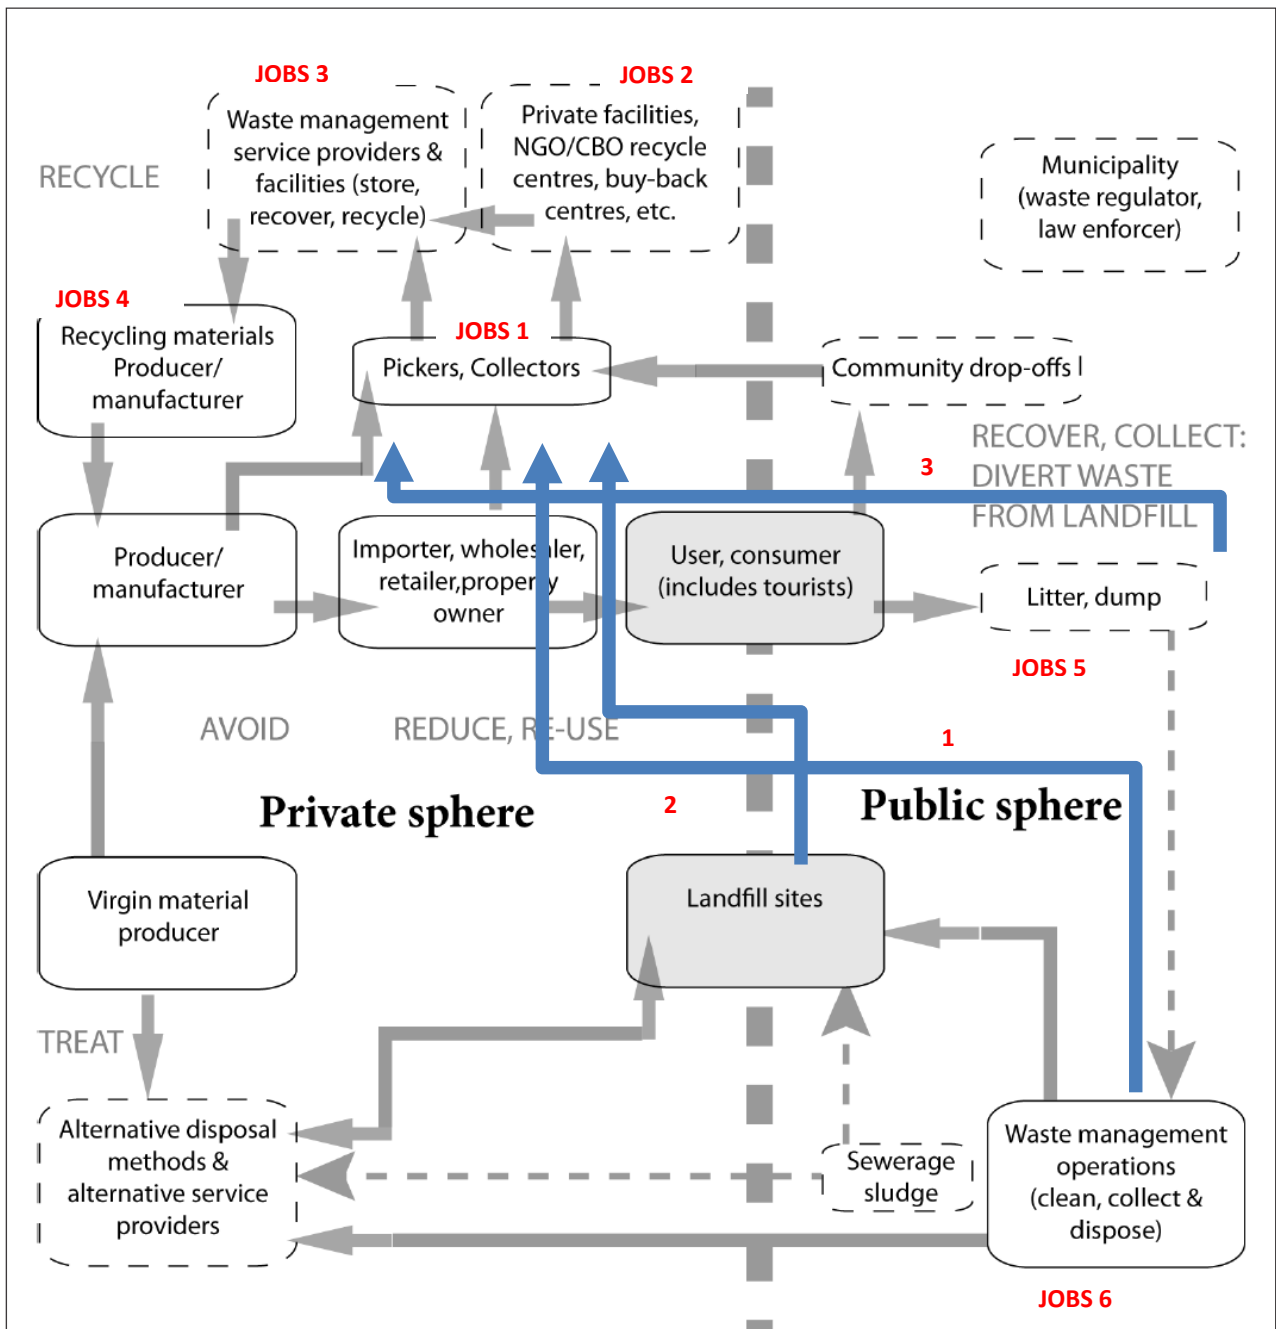 JOBS 3
JOBS 2
Waste management
service providers &
facilities (store,
recover, recycle)
Private facilities,
NGO/CBO recycle
centres, buy-back
centres, etc.
Municipality
(waste regulator,
law enforcer)
RECYCLE
JOBS 4
Recycling materials
Producer/
manufacturer
JOBS 1
Pickers, Collectors
Community drop-offs
RECOVER, COLLECT:
DIVERT WASTE
FROM LANDFILL
3
Producer/
manufacturer
Importer, wholesaler,
retailer,property
owner
User, consumer
(includes tourists)
Litter, dump
JOBS 5
AVOID
REDUCE, RE-USE
1
2
Private sphere
Public sphere
Virgin material
producer
Landfill sites
TREAT
Alternative disposal
methods &
alternative service
providers
Sewerage
sludge
Waste management
operations
(clean, collect &
dispose)
JOBS 6